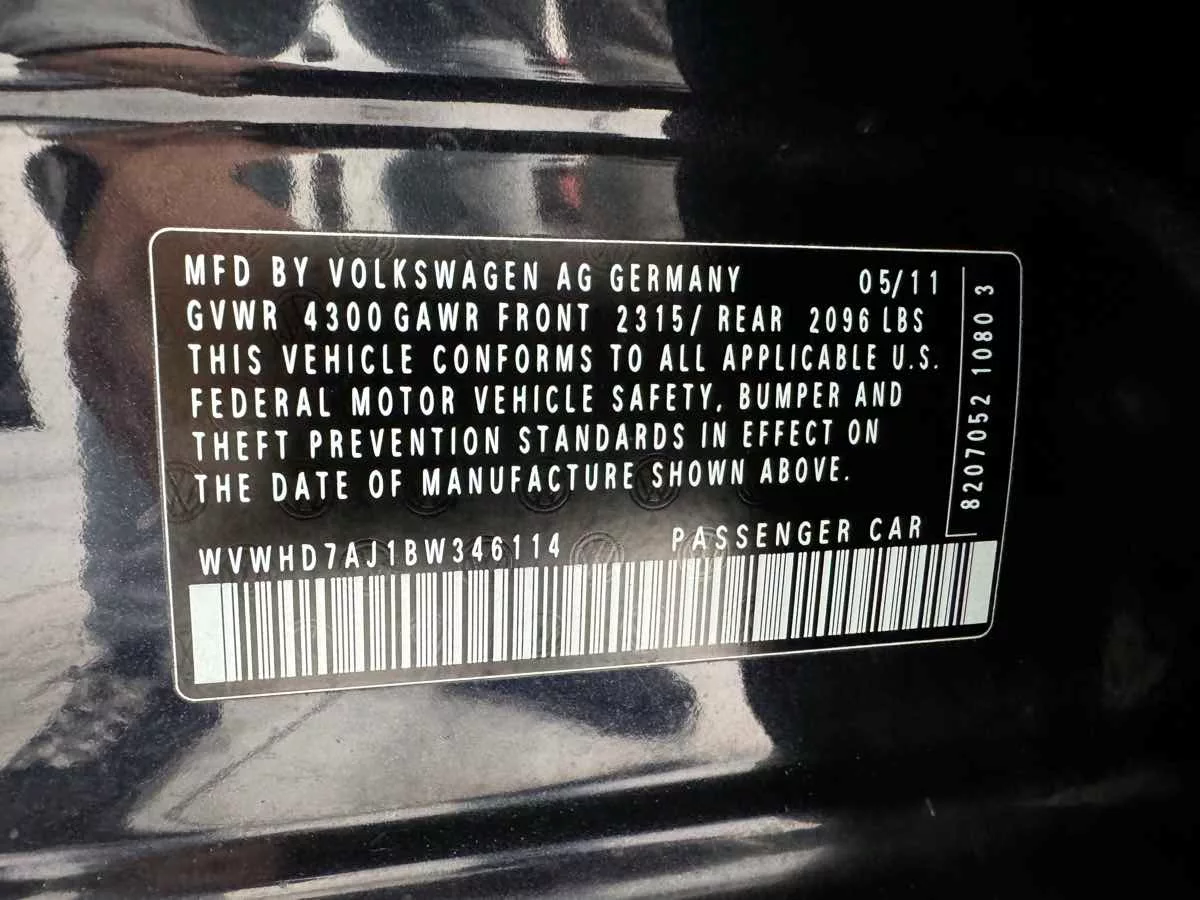 MFD BY VOLKSWAGEN AG GERMANY 05/11
GVWR 4300 GAWR FRONT 2315/ REAR 2096 LBS
THIS VEHICLE CONFORMS TO ALL APPLICABLE U.S.
FEDERAL MOTOR VEHICLE SAFETY, BUMPER AND
THEFT PREVENTION STANDARDS IN EFFECT ON
THE DATE OF MANUFACTURE SHOWN ABOVE.
WVWHD7AJ1BW346114 PASSENGER CAR
8207052 1080 3